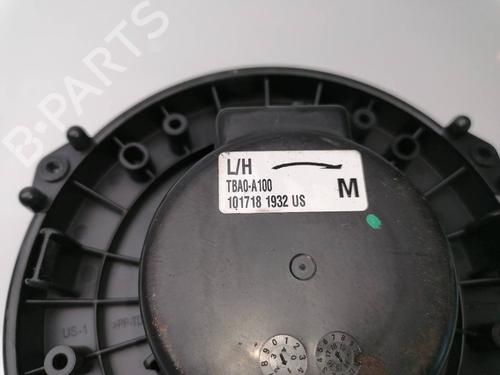 B-PARTS
L/H
TBA0-A100 M
101718 1932 US
US-1